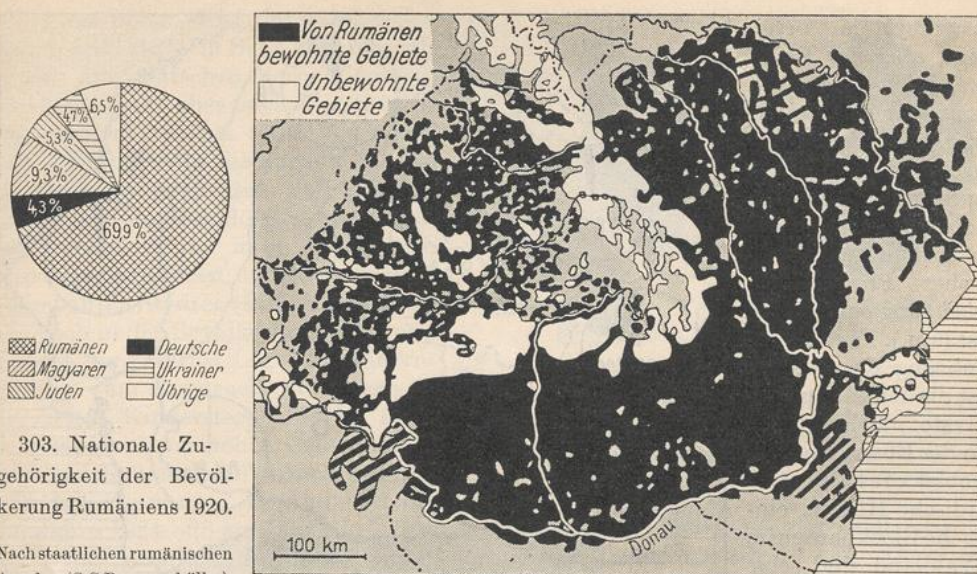 6,5%
4,7%
5,3%
9,3%
4,3%
69,9%
Rumänen
Deutsche
Magyaren
Ukrainer
Juden
Übrige
303. Nationale Zu-
gehörigkeit der Bevöl-
kerung Rumäniens 1920.
Nach staatlichen rumänischen
Von Rumänen
bewohnte Gebiete
Unbewohnte
Gebiete
100 km
Donau